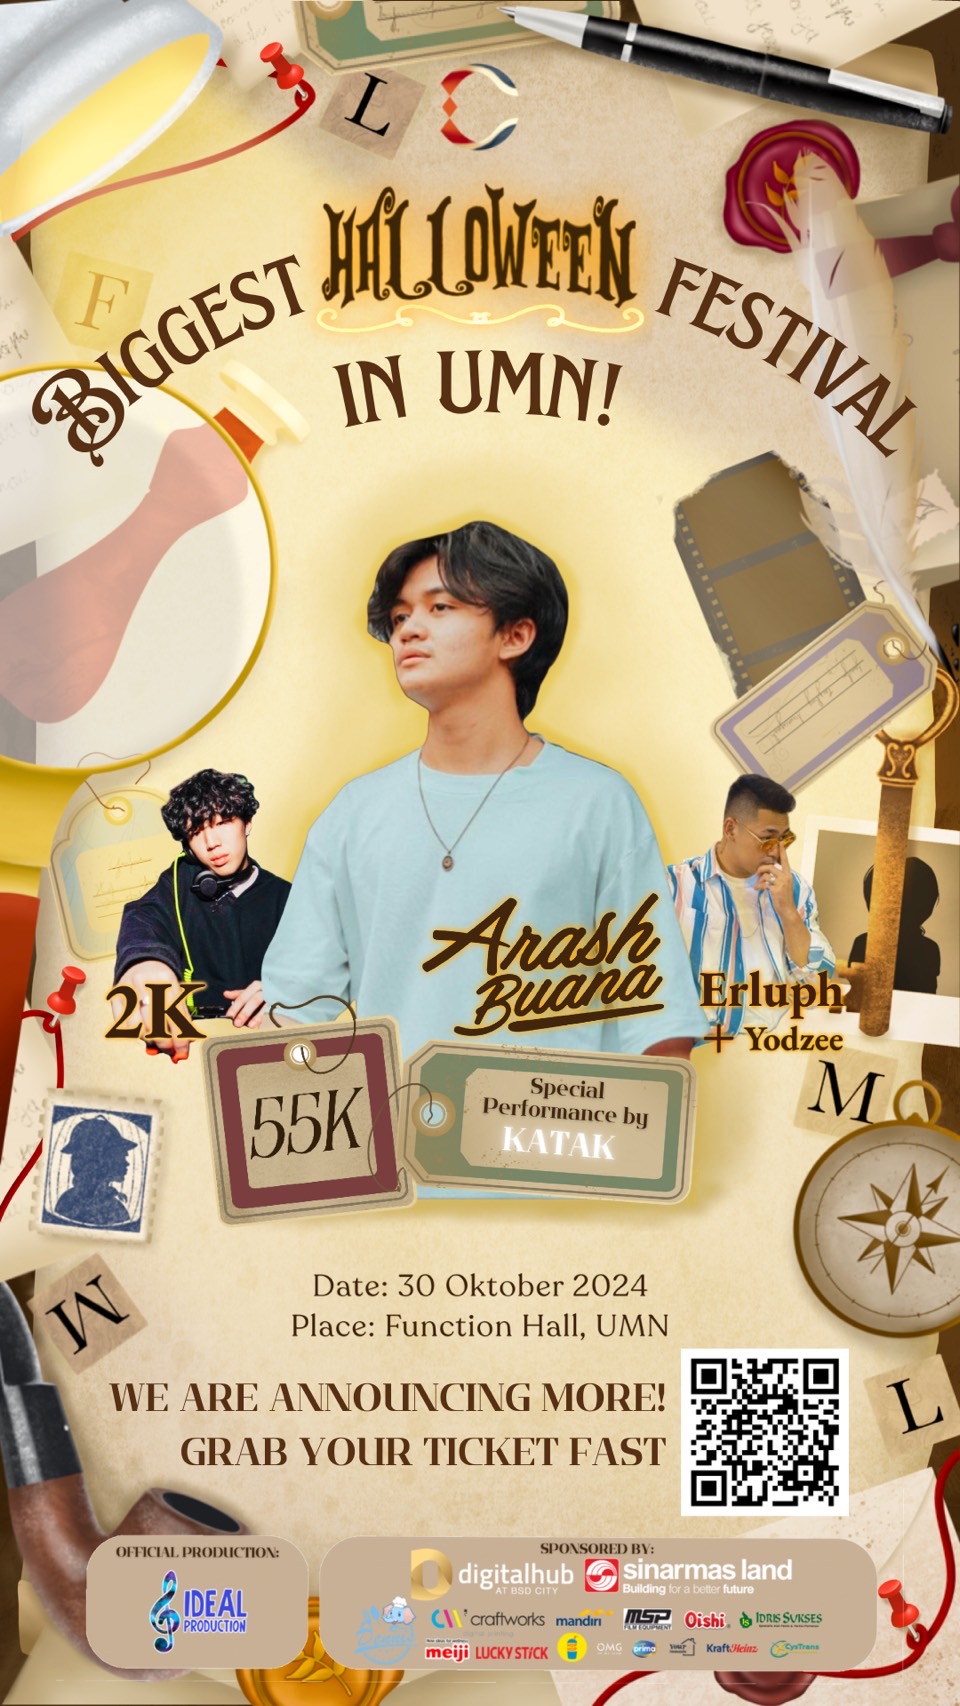 L
HALLOWEEN
BIGGEST
FESTIVAL
IN UMN!
F
Arash
Buana
2K
Erluph
+ Yodzee
55K
Special
Performance by
KATAK
M
M
Date: 30 Oktober 2024
Place: Function Hall, UMN
WE ARE ANNOUNCING MORE!
GRAB YOUR TICKET FAST
L
OFFICIAL PRODUCTION:
IDEAL
PRODUCTION
SPONSORED BY:
digitalhub
AT BSD CITY
sinarmas land
Building for a better future
craftworks
mandiri
MSP
FILM EQUIPMENT
Oishi
IDRIS SUKSES
meiji
LUCKY STICK
OMG
prima
KraftHeinz
CysTrans